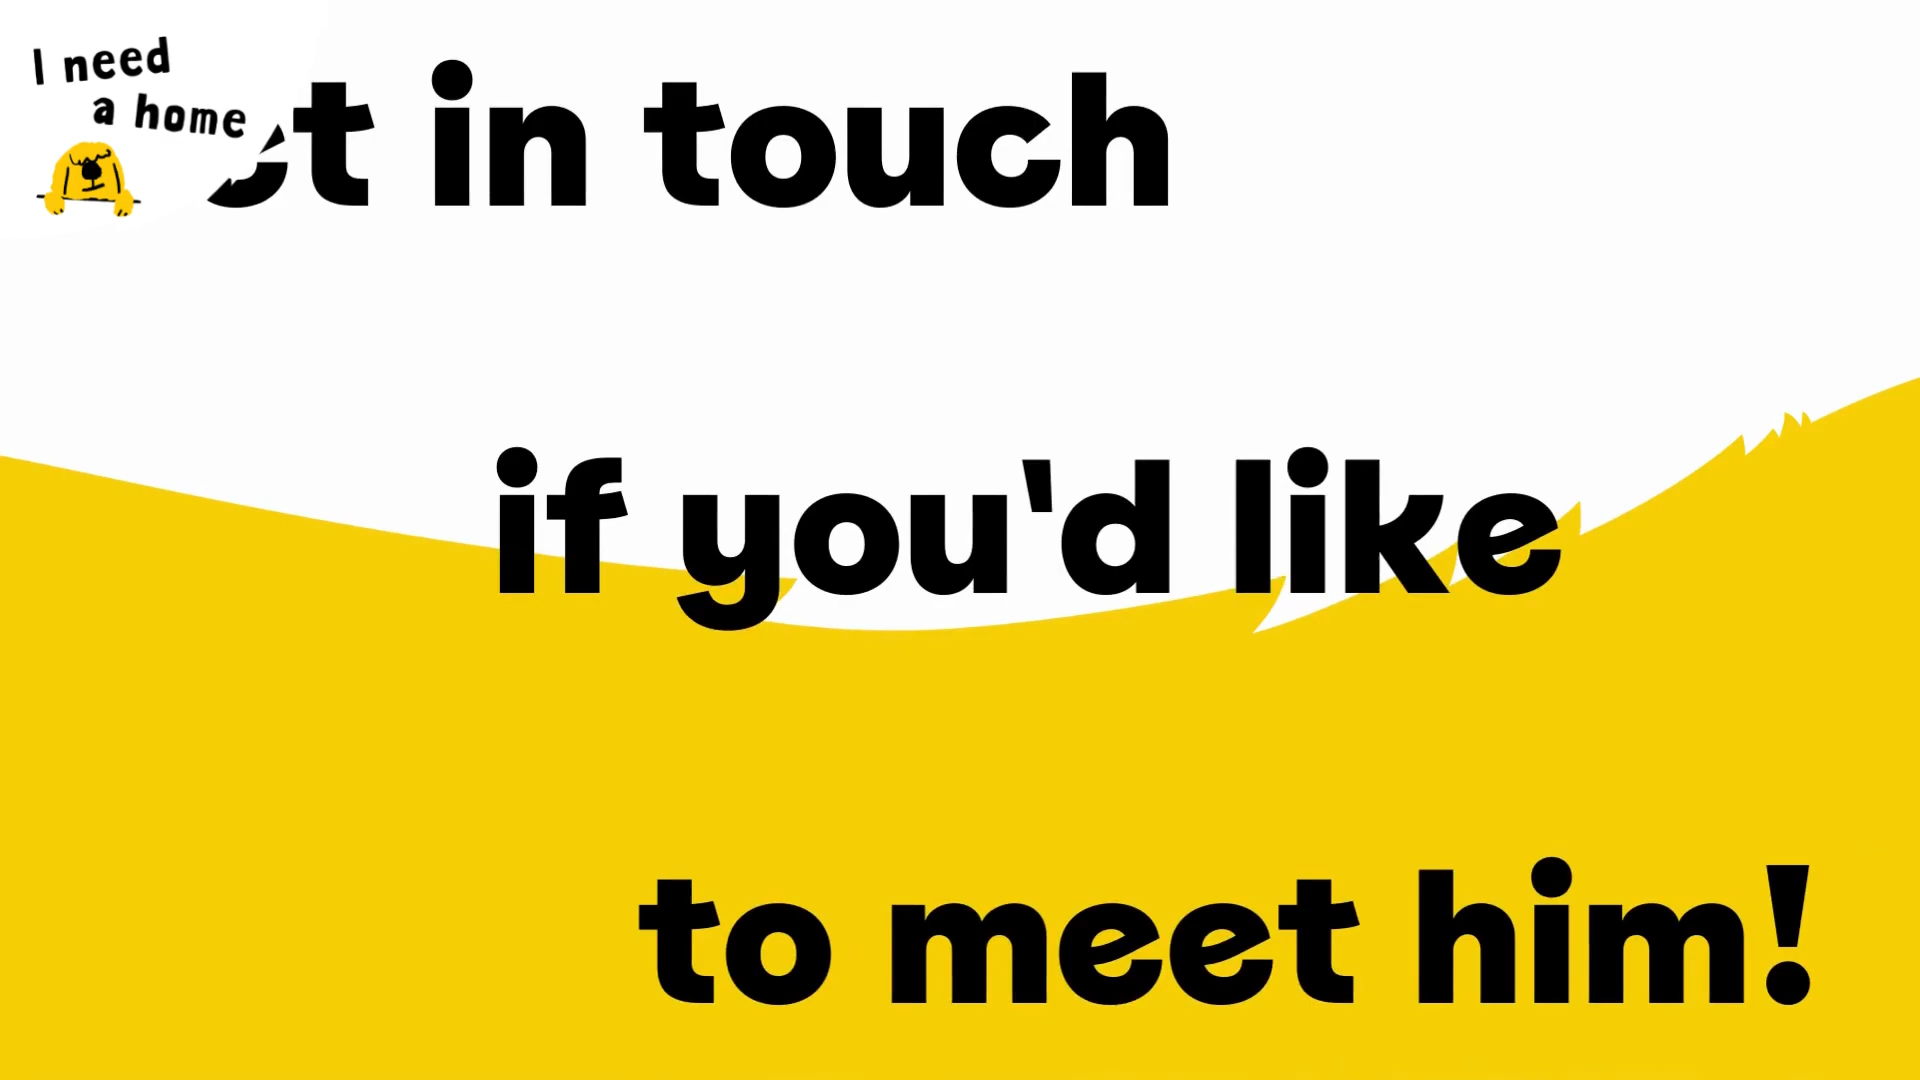 I need
a home
in touch
if you'd like
to meet him!